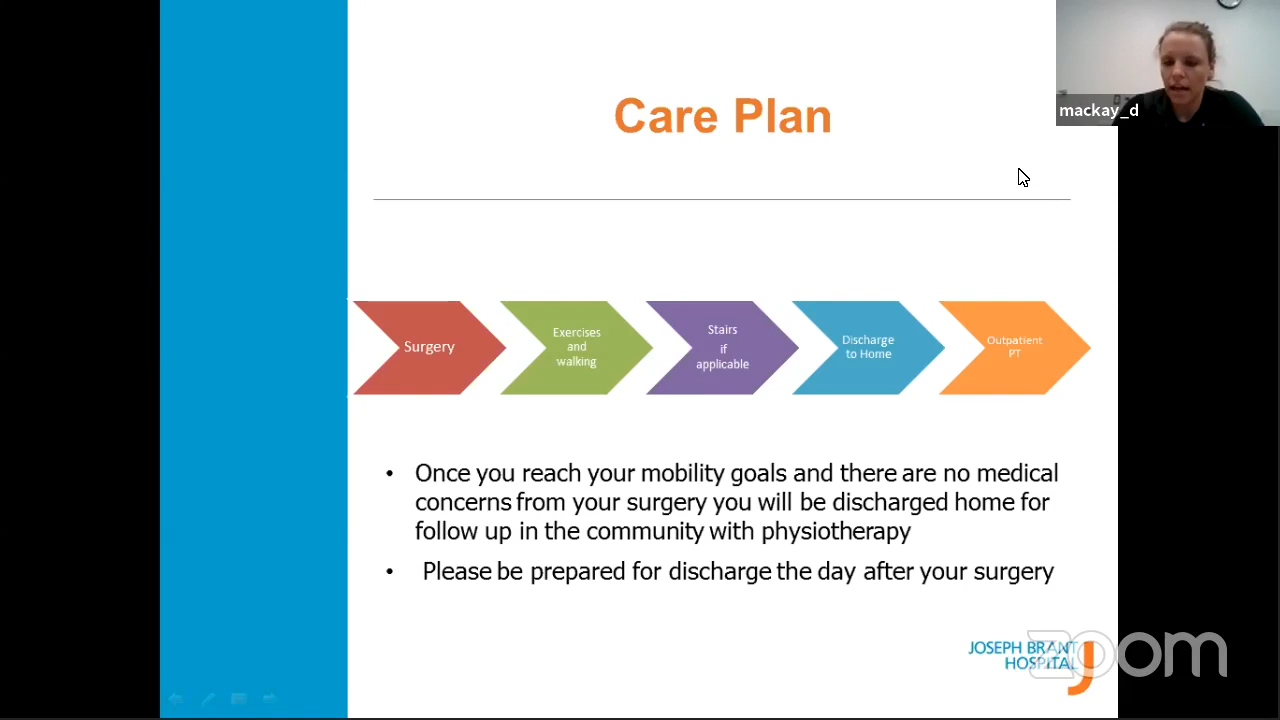 mackay_d
Care Plan
Surgery
Exercises
and
walking
Stairs
if
applicable
Discharge
to Home
Outpatient
PT
• Once you reach your mobility goals and there are no medical
concerns from your surgery you will be discharged home for
follow up in the community with physiotherapy
• Please be prepared for discharge the day after your surgery
JOSEPH BRANT
HOSPITAL
zoom